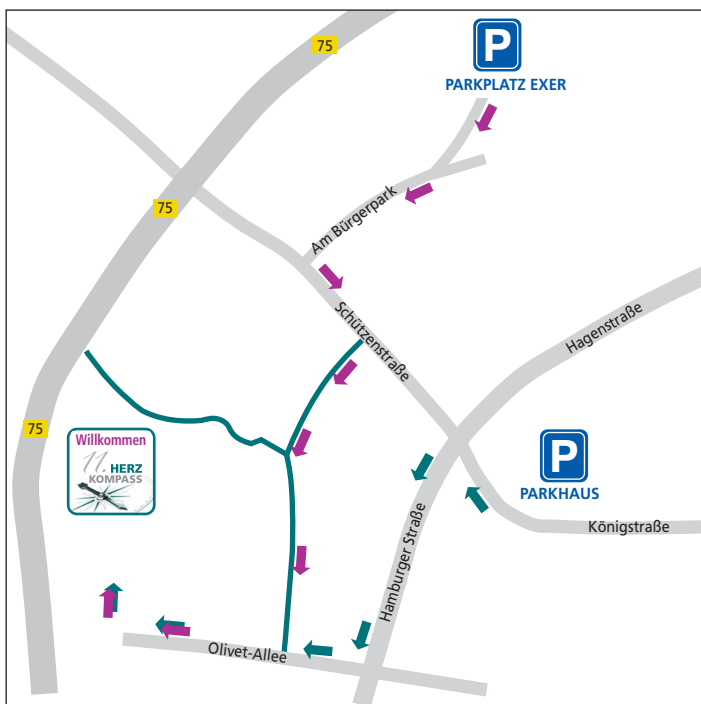 75
P
PARKPLATZ EXER
75
Am Bürgerpark
Hagenstraße
Schützenstraße
75
Willkommen
11. HERZ
KOMPASS
P
PARKHAUS
Königstraße
Hamburger Straße
Olivet-Allee